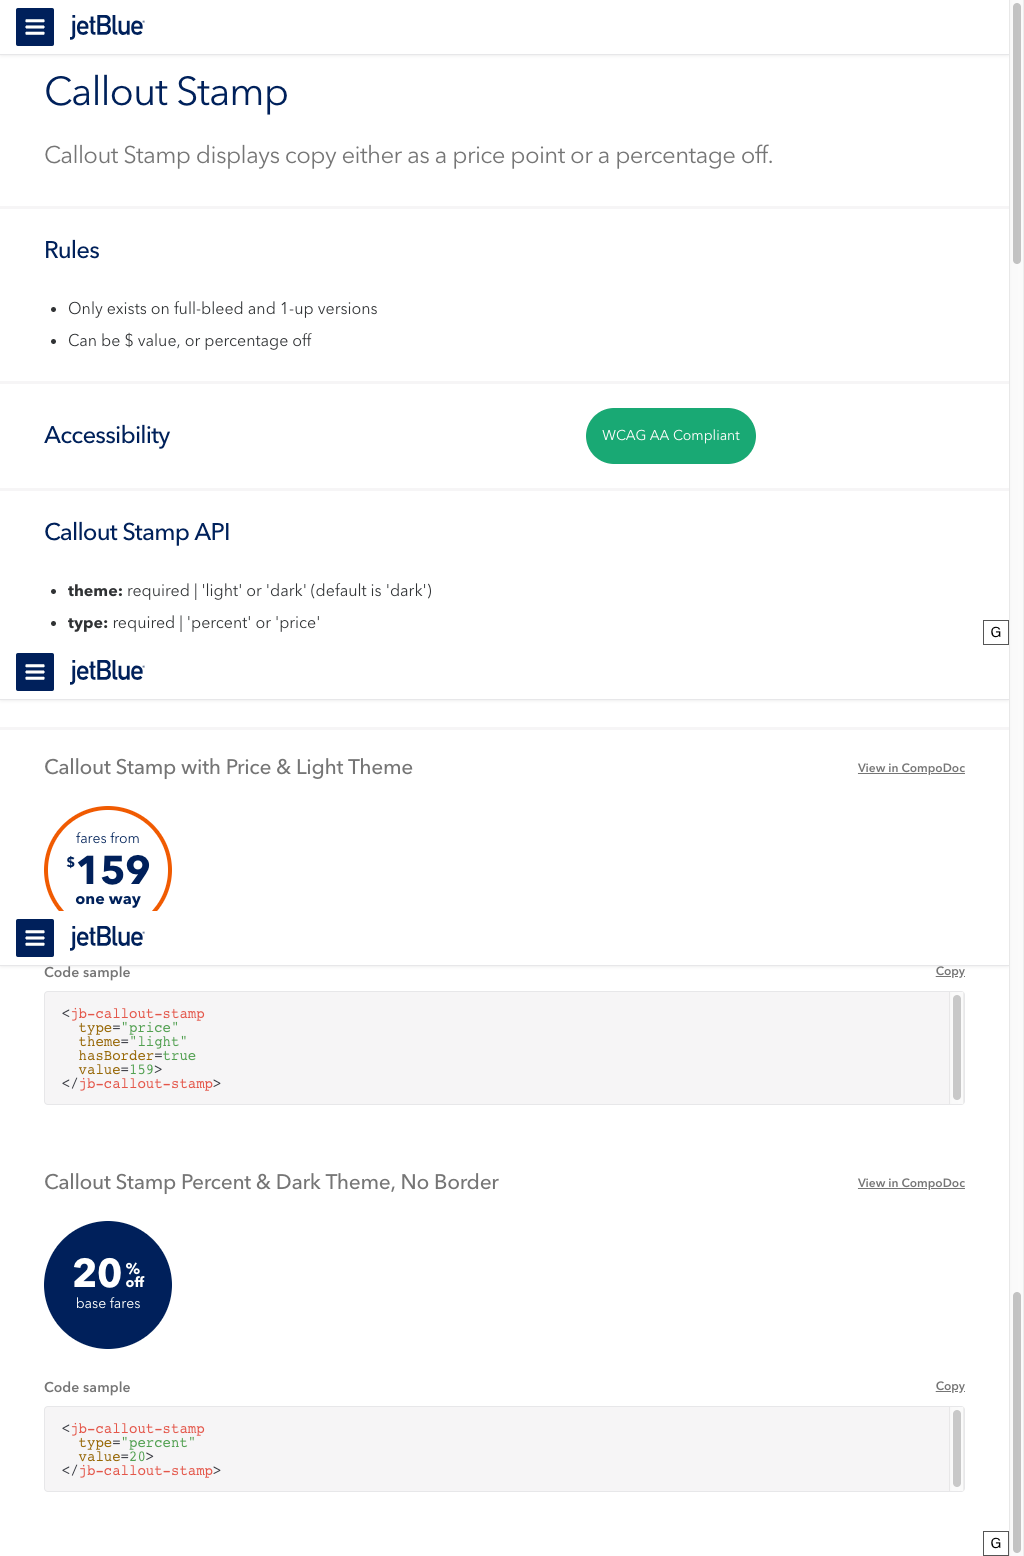 jetBlue
Callout Stamp
Callout Stamp displays copy either as a price point or a percentage off.
Rules
• Only exists on full-bleed and 1-up versions
• Can be $ value, or percentage off
Accessibility
WCAG AA Compliant
Callout Stamp API
• theme: required | 'light' or 'dark' (default is 'dark')
• type: required | 'percent' or 'price'
G
jetBlue
Callout Stamp with Price & Light Theme
View in CompoDoc
fares from
$159
one way
jetBlue
Code sample
Copy
<jb-callout-stamp
  type="price"
  theme="light"
  hasBorder=true
  value=159>
</jb-callout-stamp>
Callout Stamp Percent & Dark Theme, No Border
View in CompoDoc
20 % off
base fares
Code sample
Copy
<jb-callout-stamp
  type="percent"
  value=20>
</jb-callout-stamp>
G